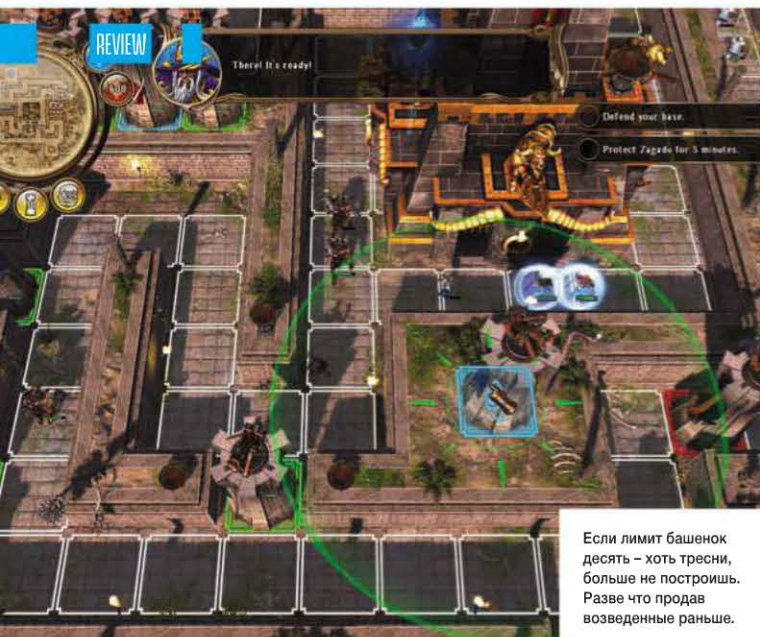 REVIEW
There! It's ready!
Defend your base.
Protect Zagadu for 5 minutes.
Если лимит башенок
десять – хоть тресни,
больше не построишь.
Разве что продав
возведенные раньше.